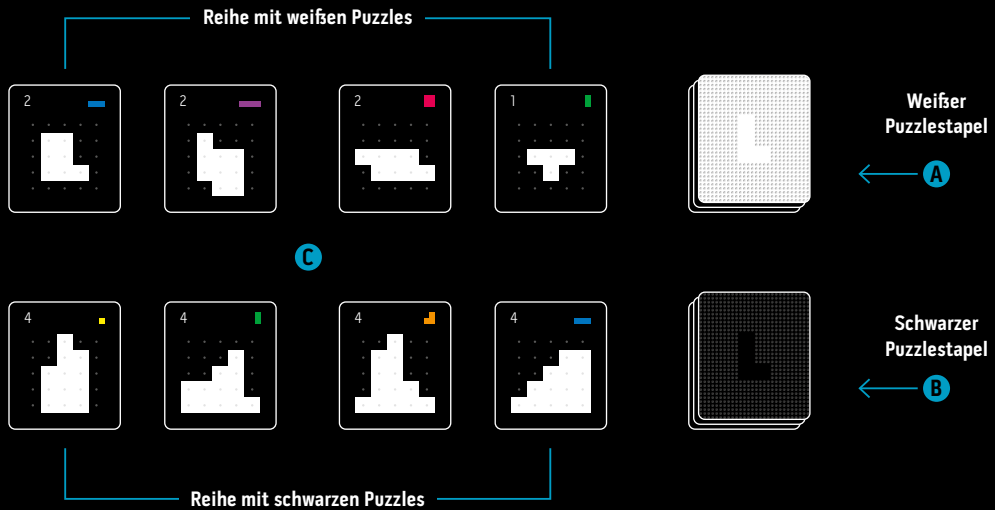 Reihe mit weißen Puzzles
2
2
2
1
Weißer
Puzzlestapel
A
C
4
4
4
4
Schwarzer
Puzzlestapel
B
Reihe mit schwarzen Puzzles